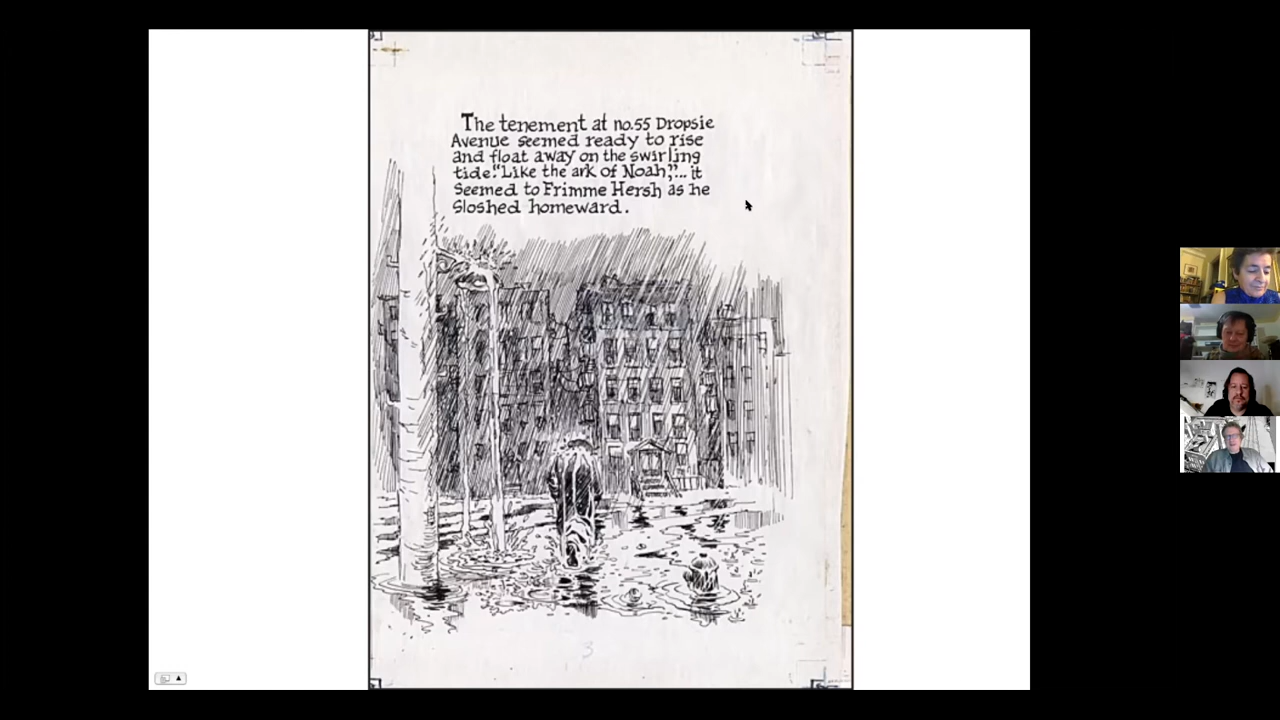 The tenement at no.55 Dropsie
Avenue seemed ready to rise
and float away on the swirling
tide. "Like the ark of Noah,"... it
seemed to Frimme Hersh as he
sloshed homeward.
3